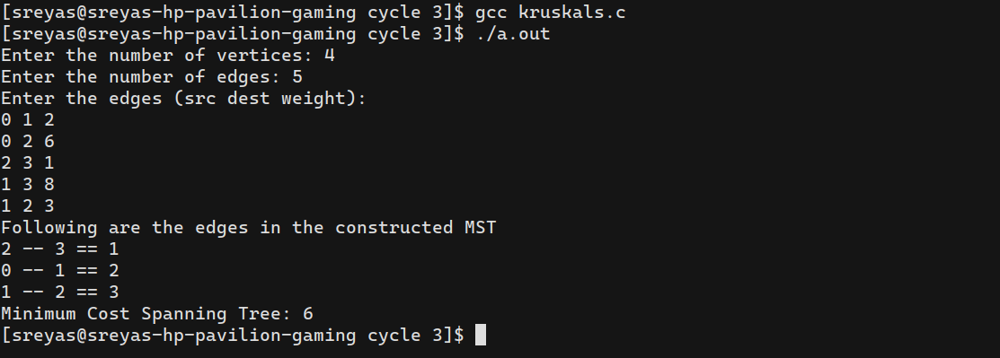 [sreyas@sreyas-hp-pavilion-gaming cycle 3]$ gcc kruskals.c
[sreyas@sreyas-hp-pavilion-gaming cycle 3]$ ./a.out
Enter the number of vertices: 4
Enter the number of edges: 5
Enter the edges (src dest weight):
0 1 2
0 2 6
2 3 1
1 3 8
1 2 3
Following are the edges in the constructed MST
2 -- 3 == 1
0 -- 1 == 2
1 -- 2 == 3
Minimum Cost Spanning Tree: 6
[sreyas@sreyas-hp-pavilion-gaming cycle 3]$